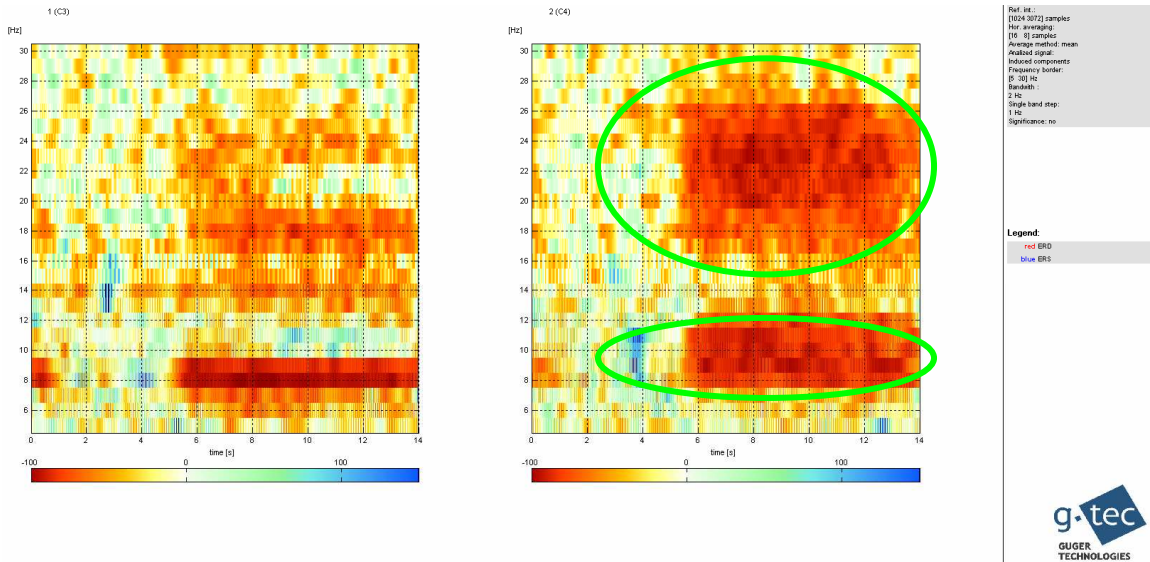 1 (C3)
[Hz]
30
28
26
24
22
20
18
16
14
12
10
8
6
0
2
4
6
8
10
12
14
time [s]
-100
0
100
2 (C4)
[Hz]
30
28
26
24
22
20
18
16
14
12
10
8
6
0
2
4
6
8
10
12
14
time [s]
-100
0
100
Ref. int.:
[1024 3072] samples
Hor. averaging:
[16 8] samples
Average method: mean
Analized signal:
Induced components
Frequency border:
[5 30] Hz
Bandwith :
2 Hz
Single band step:
1 Hz
Significance: no
Legend:
red ERD
blue ERS
g.tec
GUGER
TECHNOLOGIES